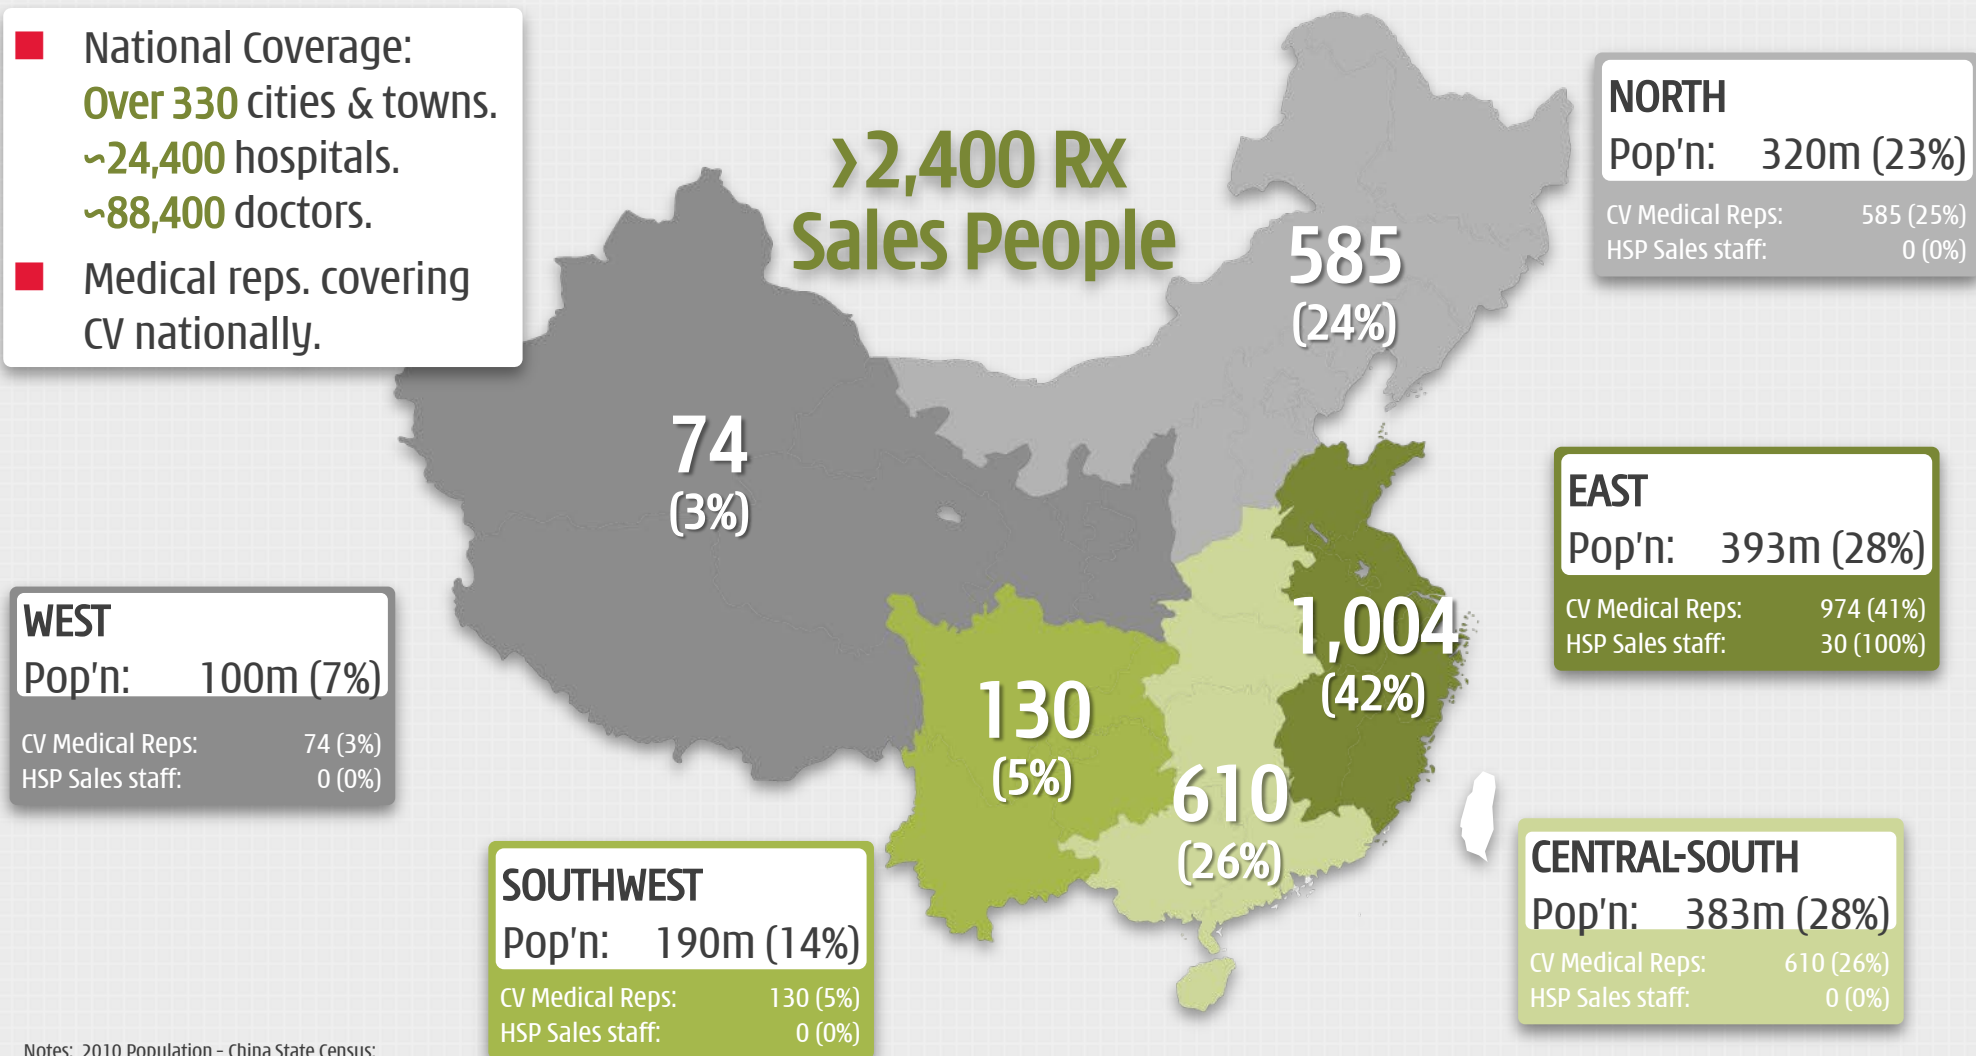 National Coverage:
Over 330 cities & towns.
~24,400 hospitals.
~88,400 doctors.
Medical reps. covering
CV nationally.
>2,400 Rx
Sales People
585
(24%)
74
(3%)
1,004
(42%)
130
(5%)
610
(26%)
NORTH
Pop'n: 320m (23%)
CV Medical Reps: 585 (25%)
HSP Sales staff: 0 (0%)
EAST
Pop'n: 393m (28%)
CV Medical Reps: 974 (41%)
HSP Sales staff: 30 (100%)
WEST
Pop'n: 100m (7%)
CV Medical Reps: 74 (3%)
HSP Sales staff: 0 (0%)
SOUTHWEST
Pop'n: 190m (14%)
CV Medical Reps: 130 (5%)
HSP Sales staff: 0 (0%)
CENTRAL-SOUTH
Pop'n: 383m (28%)
CV Medical Reps: 610 (26%)
HSP Sales staff: 0 (0%)
Notes: 2010 Population – China State Census;